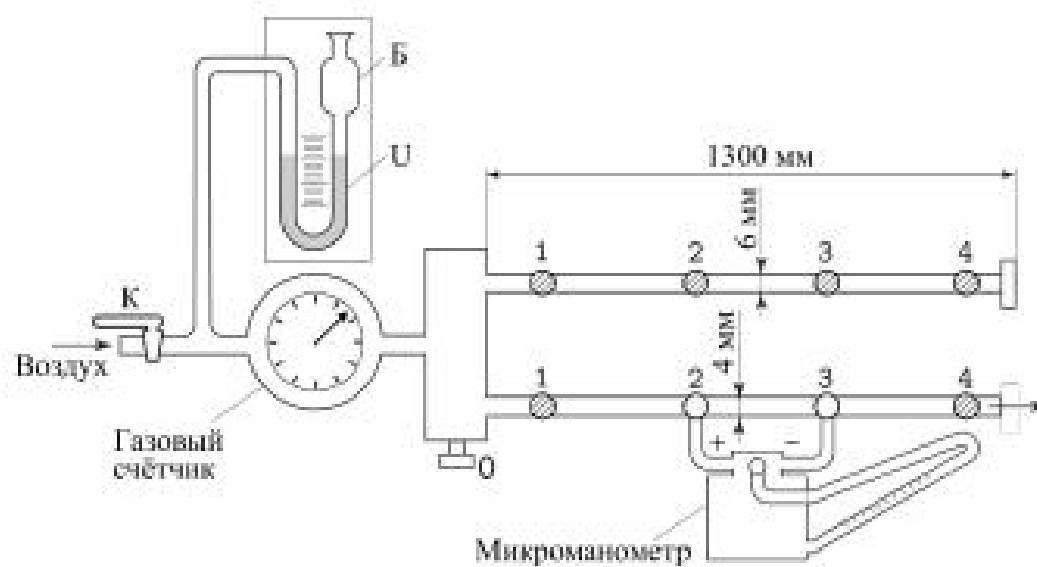 Б
U
1300 мм
1 2 3 4
6 мм
К
Воздух
4 мм
1 2 3 4
Газовый
счётчик
0
+ −
Микроманометр